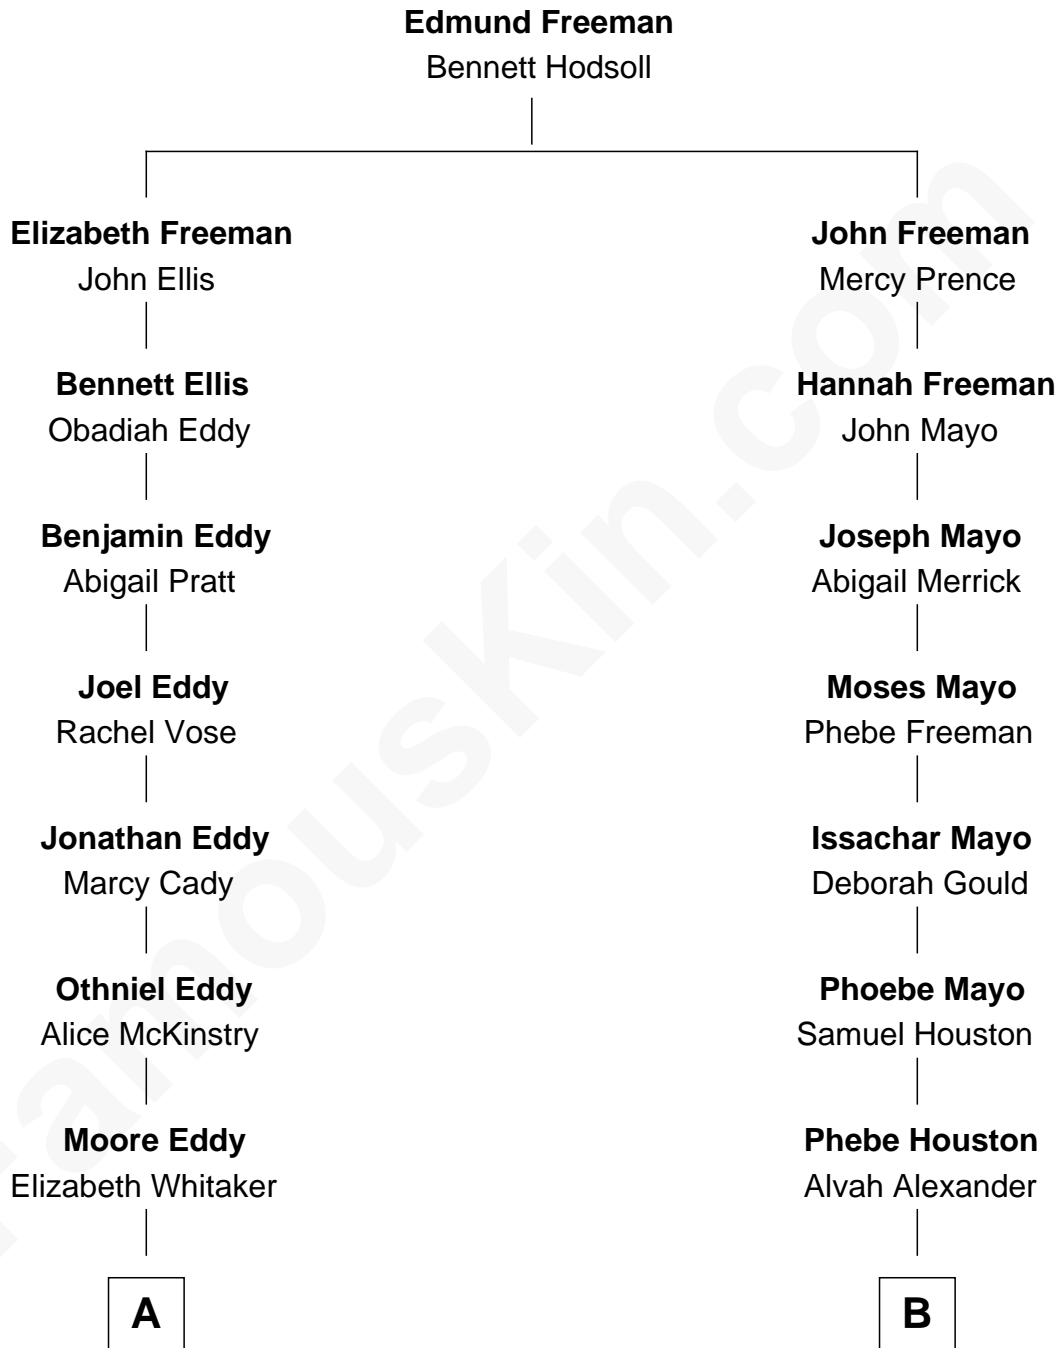 Edmund Freeman
Bennett Hodsoll
Elizabeth Freeman
John Ellis
John Freeman
Mercy Prence
Bennett Ellis
Obadiah Eddy
Hannah Freeman
John Mayo
Benjamin Eddy
Abigail Pratt
Joseph Mayo
Abigail Merrick
Joel Eddy
Rachel Vose
Moses Mayo
Phebe Freeman
Jonathan Eddy
Marcy Cady
Issachar Mayo
Deborah Gould
Othniel Eddy
Alice McKinstry
Phoebe Mayo
Samuel Houston
Moore Eddy
Elizabeth Whitaker
Phebe Houston
Alvah Alexander
A
B
FamousKin.com